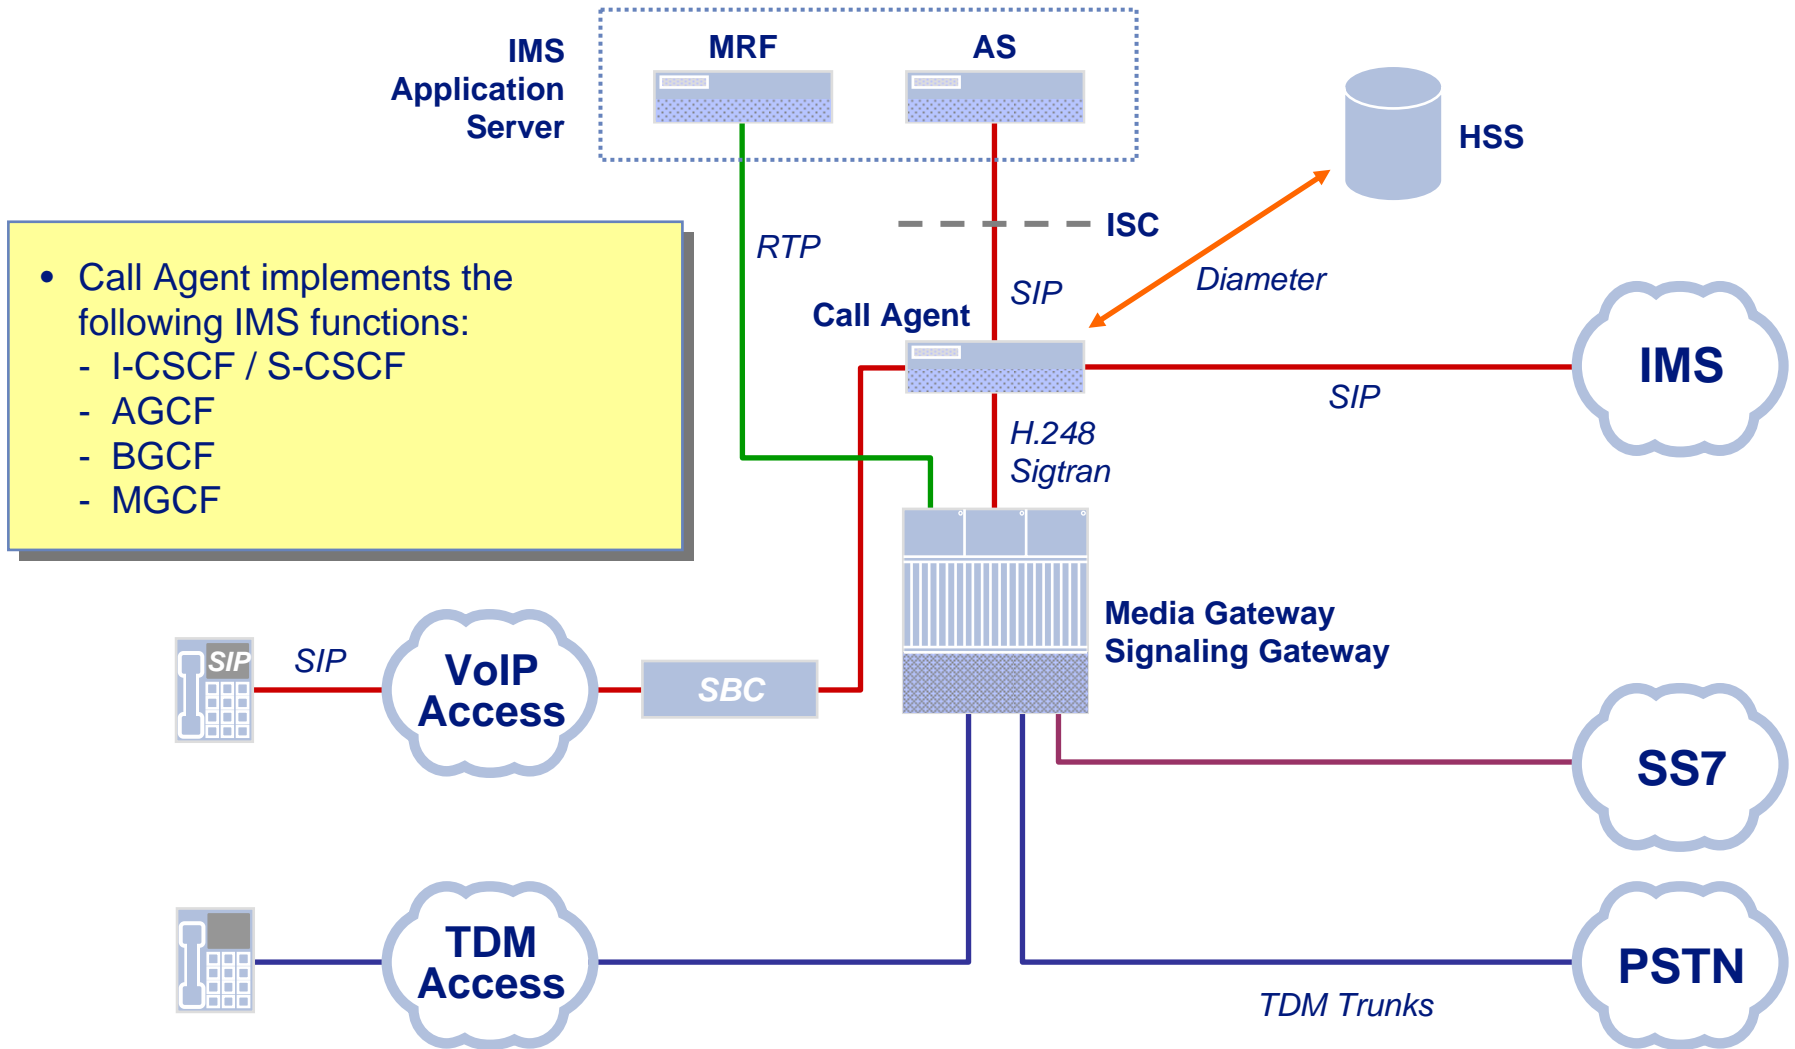 IMS
Application
Server
MRF
AS
HSS
ISC
RTP
SIP
Diameter
Call Agent
• Call Agent implements the
following IMS functions:
- I-CSCF / S-CSCF
- AGCF
- BGCF
- MGCF
IMS
SIP
H.248
Sigtran
Media Gateway
Signaling Gateway
SIP
SIP
VoIP
Access
SBC
SS7
TDM
Access
PSTN
TDM Trunks